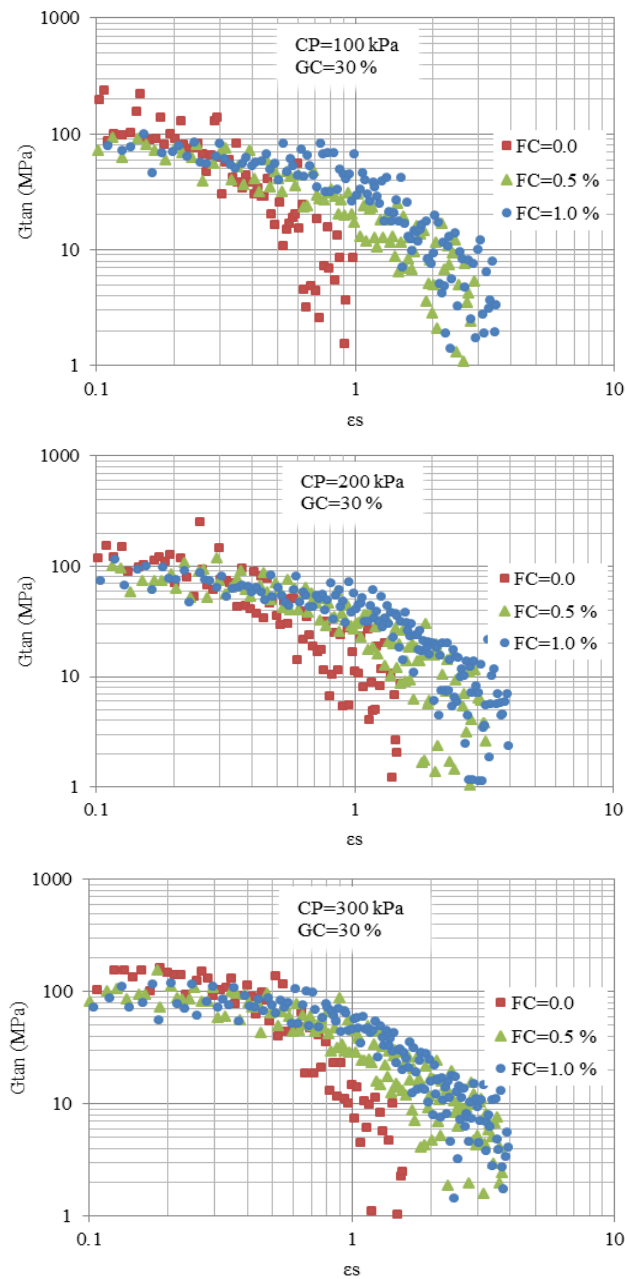 1000
CP=100 kPa
GC=30 %
100
FC=0.0
FC=0.5 %
FC=1.0 %
Gtan (MPa)
10
1
0.1
1
10
εs
1000
CP=200 kPa
GC=30 %
100
FC=0.0
FC=0.5 %
FC=1.0 %
Gtan (MPa)
10
1
0.1
1
10
εs
1000
CP=300 kPa
GC=30 %
100
FC=0.0
FC=0.5 %
FC=1.0 %
Gtan (MPa)
10
1
0.1
1
10
εs